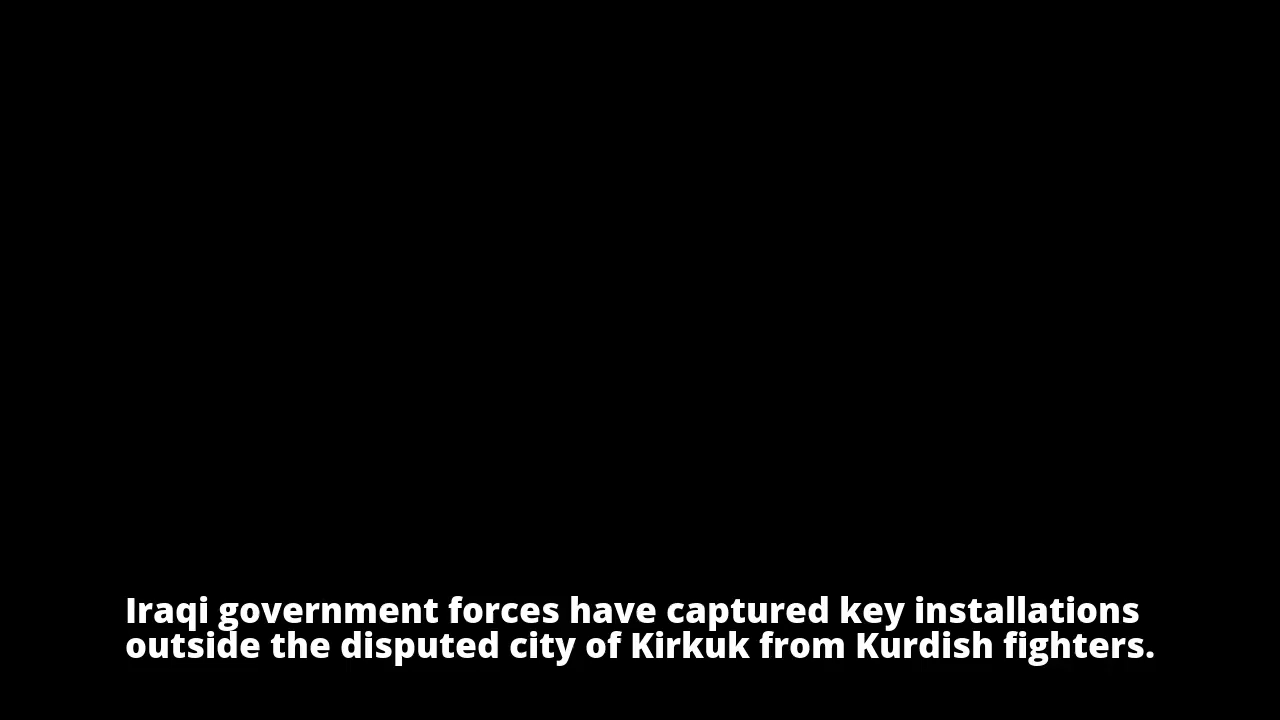 Iraqi government forces have captured key installations
outside the disputed city of Kirkuk from Kurdish fighters.